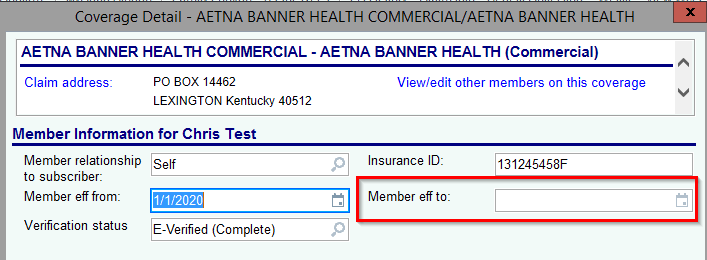 Coverage Detail - AETNA BANNER HEALTH COMMERCIAL/AETNA BANNER HEALTH
x
AETNA BANNER HEALTH COMMERCIAL - AETNA BANNER HEALTH (Commercial)
Claim address: PO BOX 14462 View/edit other members on this coverage
LEXINGTON Kentucky 40512
Member Information for Chris Test
Member relationship to subscriber: Self Insurance ID: 131245458F
Member eff from: 1/1/2020 Member eff to:
Verification status E-Verified (Complete)